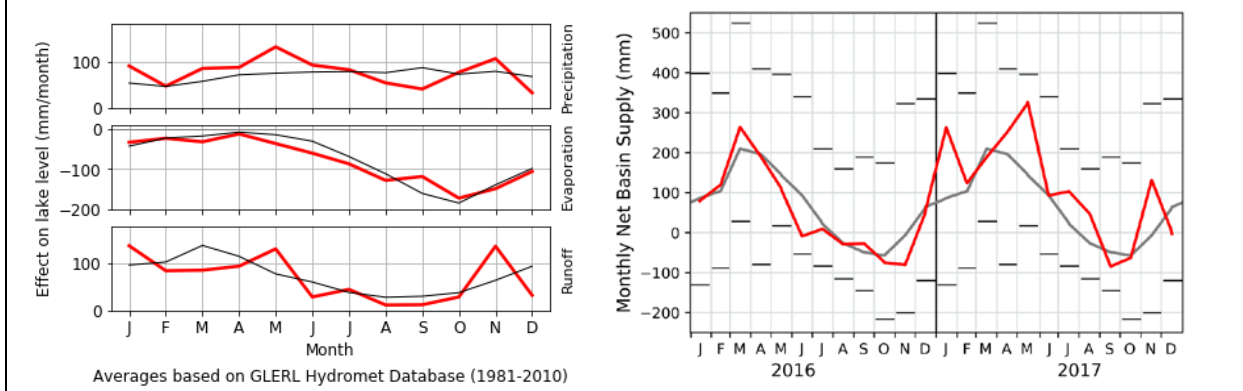 Effect on lake level (mm/month)
100
0
Precipitation
0
−100
−200
Evaporation
100
0
Runoff
J F M A M J J A S O N D
Month
Averages based on GLERL Hydromet Database (1981-2010)
Monthly Net Basin Supply (mm)
500
400
300
200
100
0
−100
−200
J F M A M J J A S O N D J F M A M J J A S O N D
2016 2017